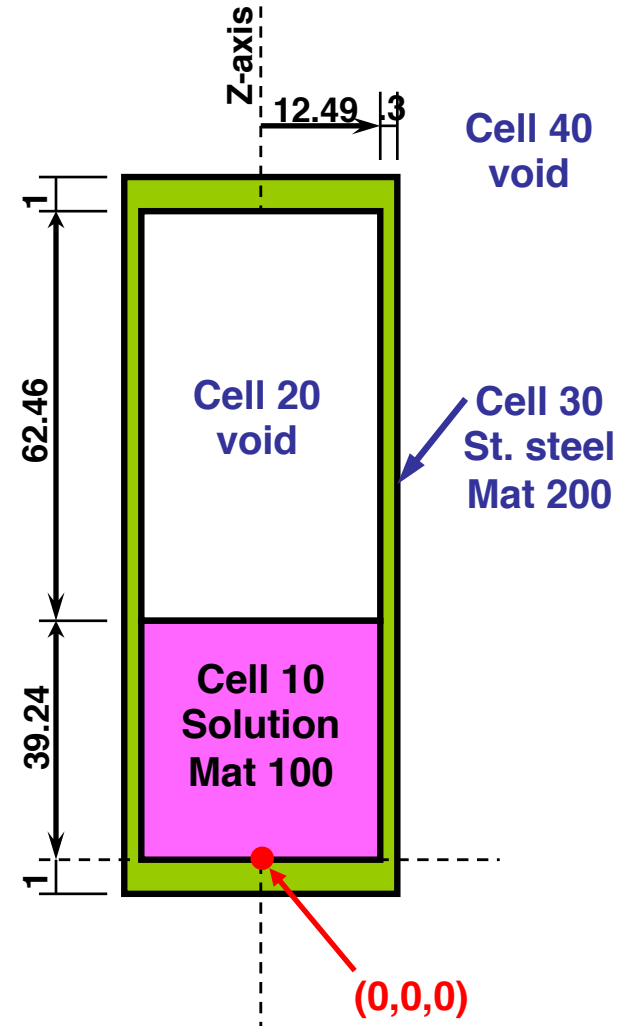 Z-axis
12.49
.3
Cell 40
void
1
62.46
Cell 20
void
Cell 30
St. steel
Mat 200
39.24
Cell 10
Solution
Mat 100
1
(0,0,0)